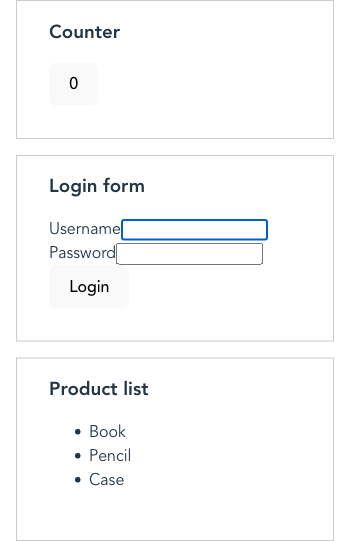 Counter
0
Login form
Username
Password
Login
Product list
Book
Pencil
Case